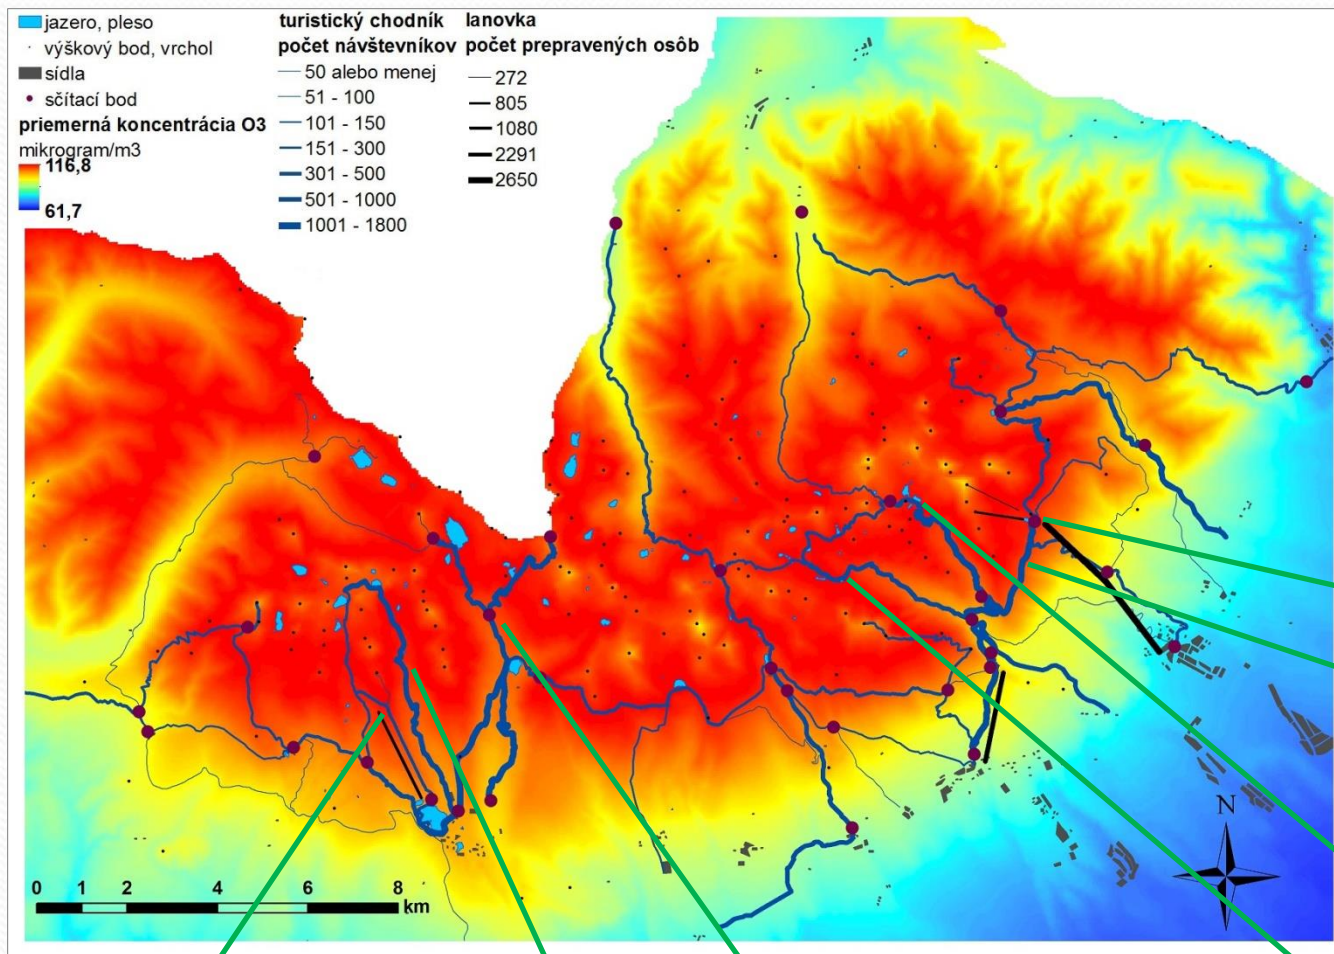 jazero, pleso
výškový bod, vrchol
sídla
sčítací bod
priemerná koncentrácia O3
mikrogram/m3
116,8
61,7
turistický chodník
počet návštevníkov
50 alebo menej
51 - 100
101 - 150
151 - 300
301 - 500
501 - 1000
1001 - 1800
lanovka
počet prepravených osôb
272
805
1080
2291
2650
N
0 1 2 4 6 8
km